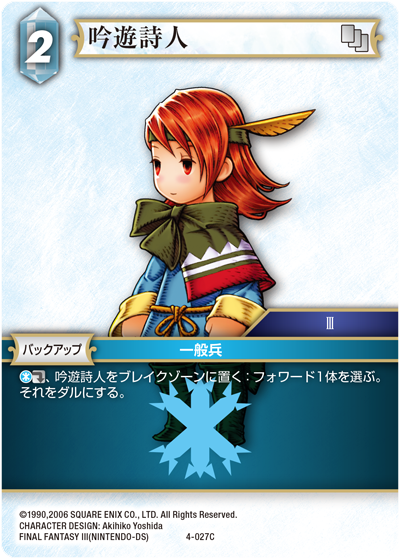 2
吟遊詩人
III
バックアップ
一般兵
氷、吟遊詩人をブレイクゾーンに置く：フォワード1体を選ぶ。
それをダルにする。
©1990,2006 SQUARE ENIX CO., LTD. All Rights Reserved.
CHARACTER DESIGN: Akihiko Yoshida
FINAL FANTASY III(NINTENDO-DS) 4-027C